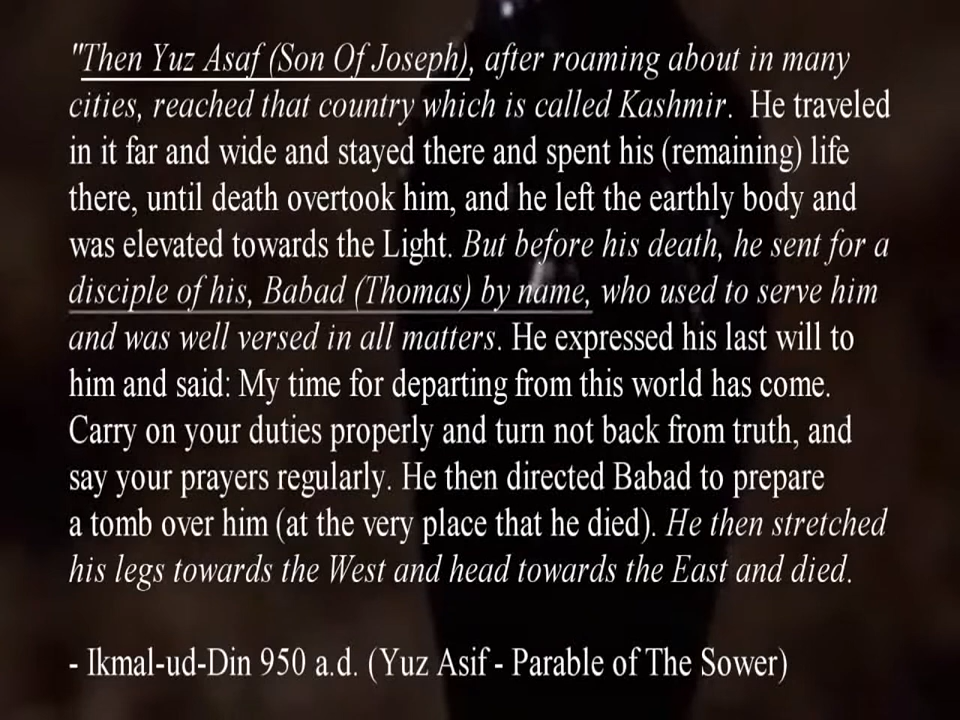 "Then Yuz Asaf (Son Of Joseph), after roaming about in many
cities, reached that country which is called Kashmir.  He traveled
in it far and wide and stayed there and spent his (remaining) life
there, until death overtook him, and he left the earthly body and
was elevated towards the Light. But before his death, he sent for a
disciple of his, Babad (Thomas) by name, who used to serve him
and was well versed in all matters. He expressed his last will to
him and said: My time for departing from this world has come.
Carry on your duties properly and turn not back from truth, and
say your prayers regularly. He then directed Babad to prepare
a tomb over him (at the very place that he died). He then stretched
his legs towards the West and head towards the East and died.
- Ikmal-ud-Din 950 a.d. (Yuz Asif - Parable of The Sower)